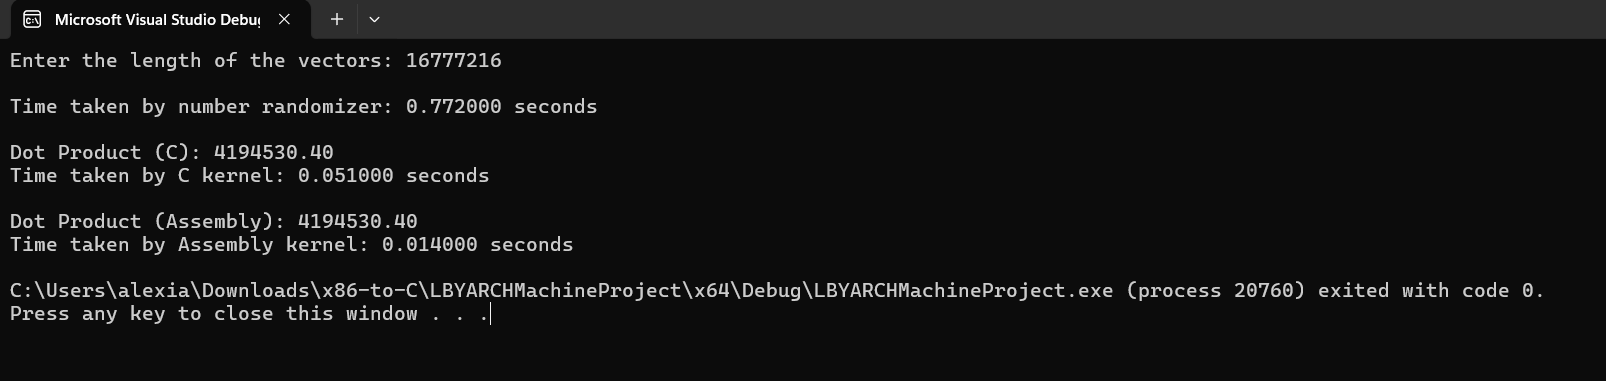 Microsoft Visual Studio Debu
Enter the length of the vectors: 16777216
Time taken by number randomizer: 0.772000 seconds
Dot Product (C): 4194530.40
Time taken by C kernel: 0.051000 seconds
Dot Product (Assembly): 4194530.40
Time taken by Assembly kernel: 0.014000 seconds
C:\Users\alexia\Downloads\x86-to-C\LBYARCHMachineProject\x64\Debug\LBYARCHMachineProject.exe (process 20760) exited with code 0.
Press any key to close this window . . .